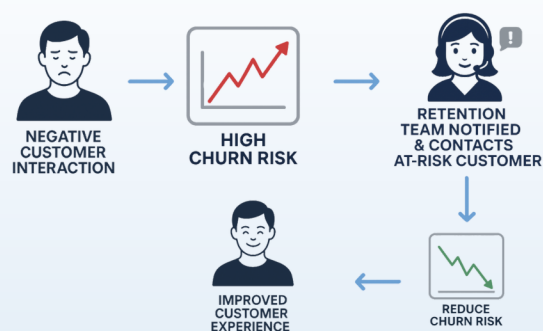 NEGATIVE
CUSTOMER
INTERACTION
HIGH
CHURN RISK
!
RETENTION
TEAM NOTIFIED
& CONTACTS
AT-RISK CUSTOMER
REDUCE
CHURN RISK
IMPROVED
CUSTOMER
EXPERIENCE